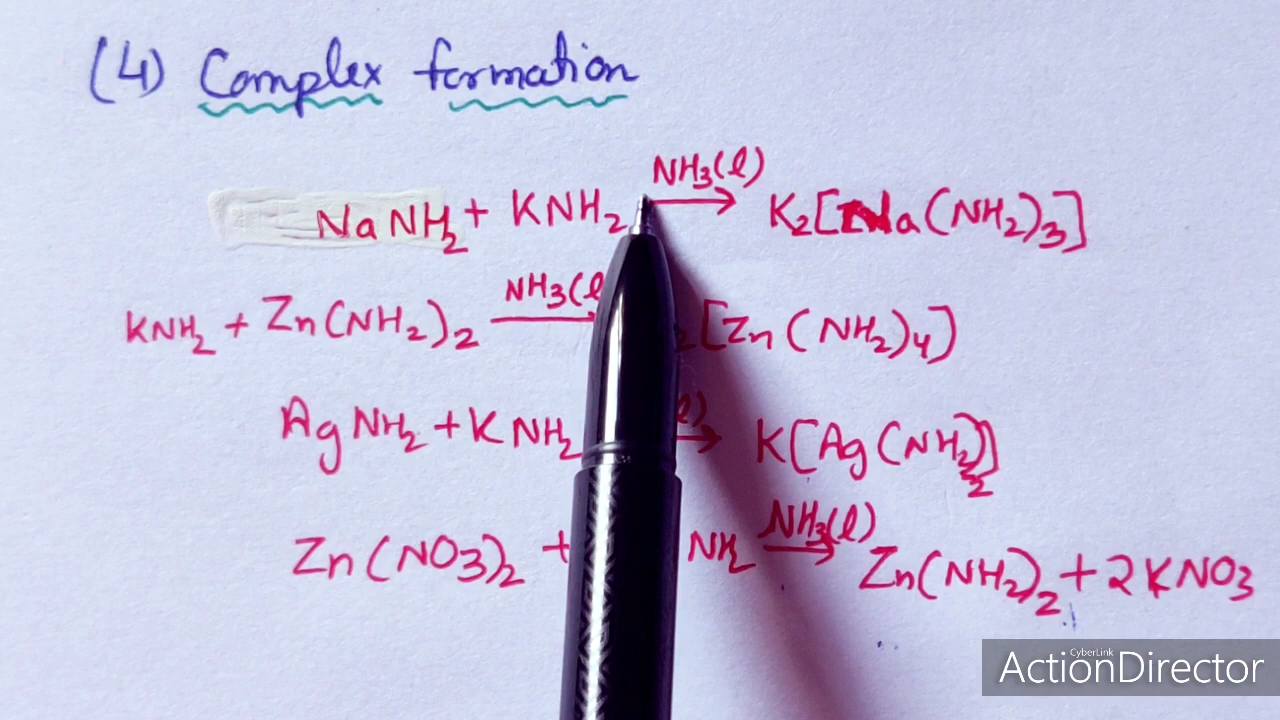 (4) Complex formation
NH3(l)
NaNH2 + KNH2 → K2[Na(NH2)3]
NH3(l
KNH2 + Zn(NH2)2 → 2[Zn(NH2)4]
l)
AgNH2 + KNH2 → K[Ag(NH2)2]
NH3(l)
Zn(NO3)2 + NH2 → Zn(NH2)2 + 2KNO3
CyberLink
ActionDirector